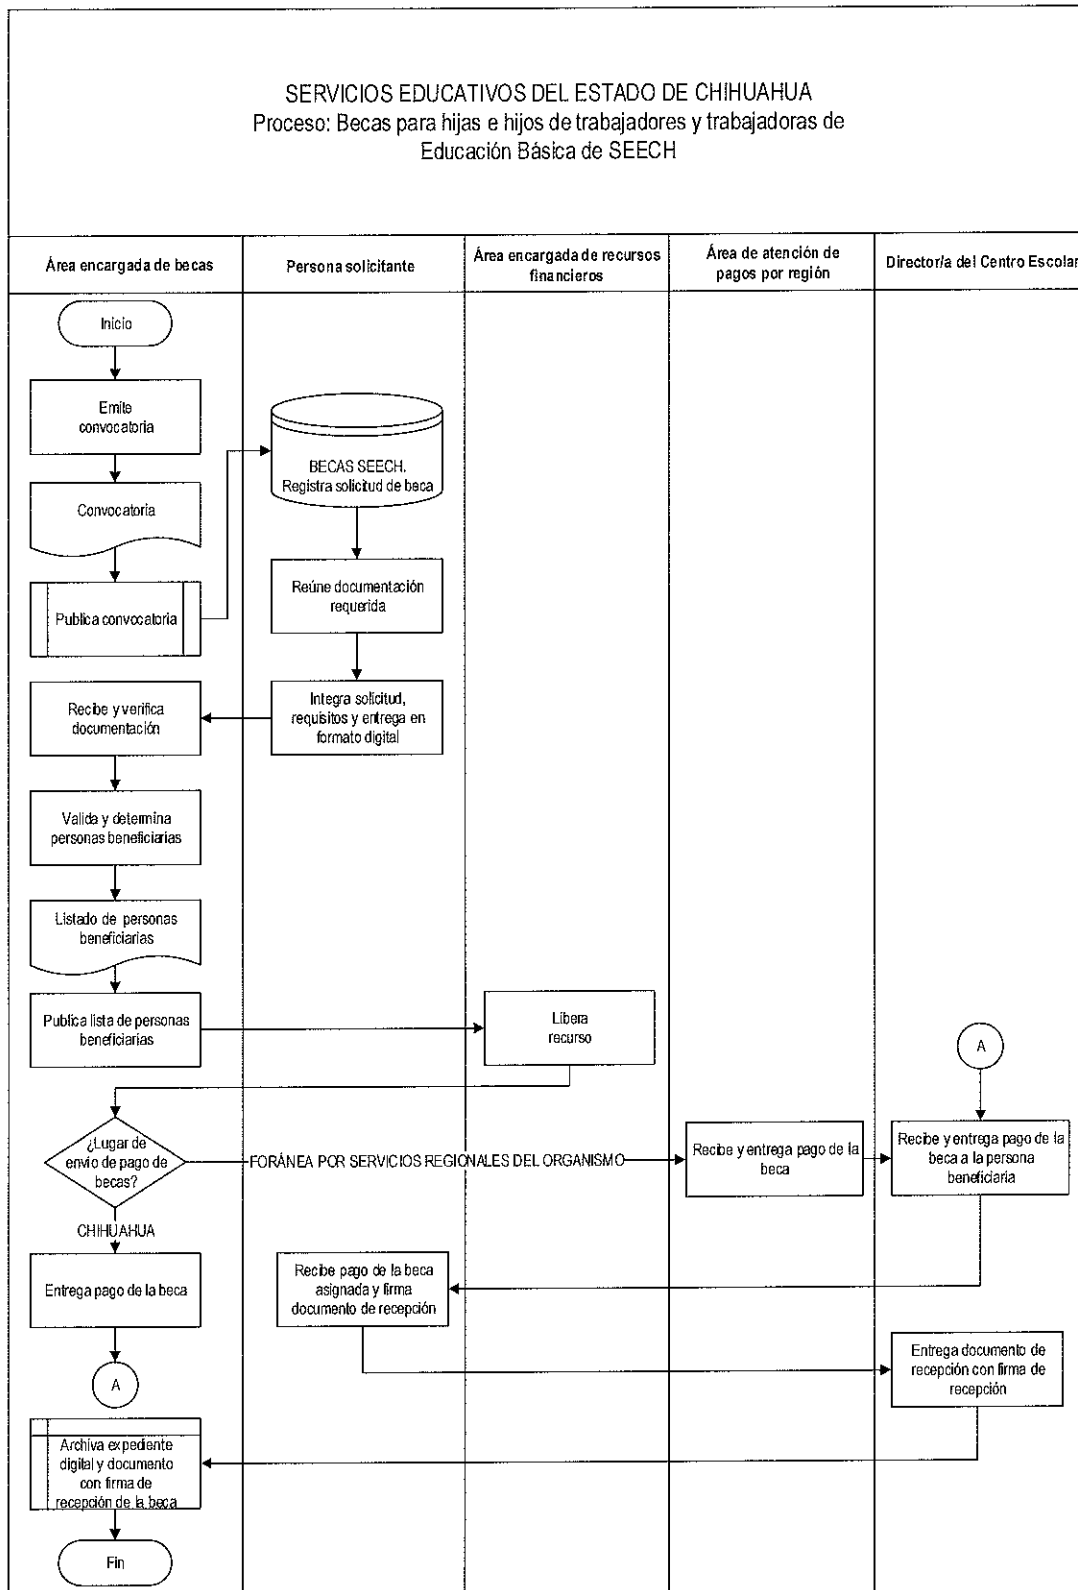 SERVICIOS EDUCATIVOS DEL ESTADO DE CHIHUAHUA
Proceso: Becas para hijas e hijos de trabajadores y trabajadoras de
Educación Básica de SEECH
Área encargada de becas
Persona solicitante
Área encargada de recursos
financieros
Área de atención de
pagos por región
Director/a del Centro Escolar
Inicio
Emite
convocatoria
Convocatoria
Publica convocatoria
BECAS SEECH.
Registra solicitud de beca
Reúne documentación
requerida
Integra solicitud,
requisitos y entrega en
formato digital
Recibe y verifica
documentación
Valida y determina
personas beneficiarias
Listado de personas
beneficiarias
Publica lista de personas
beneficiarias
Libera
recurso
A
¿Lugar de
envío de pago de
becas?
FORÁNEA POR SERVICIOS REGIONALES DEL ORGANISMO
Recibe y entrega pago de la
beca
Recibe y entrega pago de la
beca a la persona
beneficiaria
CHIHUAHUA
Entrega pago de la beca
Recibe pago de la beca
asignada y firma
documento de recepción
A
Entrega documento de
recepción con firma de
recepción
Archiva expediente
digital y documento
con firma de
recepción de la beca
Fin